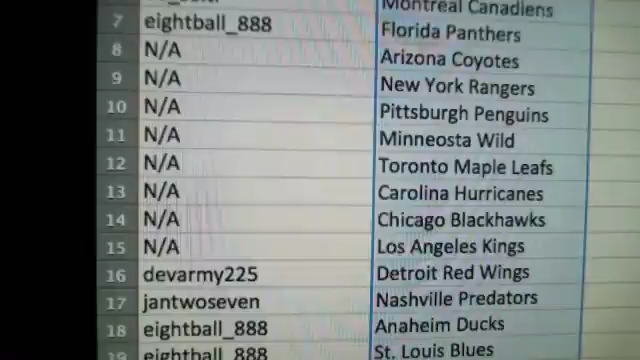 Montreal Canadiens
7 eightball_888 Florida Panthers
8 N/A Arizona Coyotes
9 N/A New York Rangers
10 N/A Pittsburgh Penguins
11 N/A Minneosta Wild
12 N/A Toronto Maple Leafs
13 N/A Carolina Hurricanes
14 N/A Chicago Blackhawks
15 N/A Los Angeles Kings
16 devarmy225 Detroit Red Wings
17 jantwoseven Nashville Predators
18 eightball_888 Anaheim Ducks
19 eightball_888 St. Louis Blues